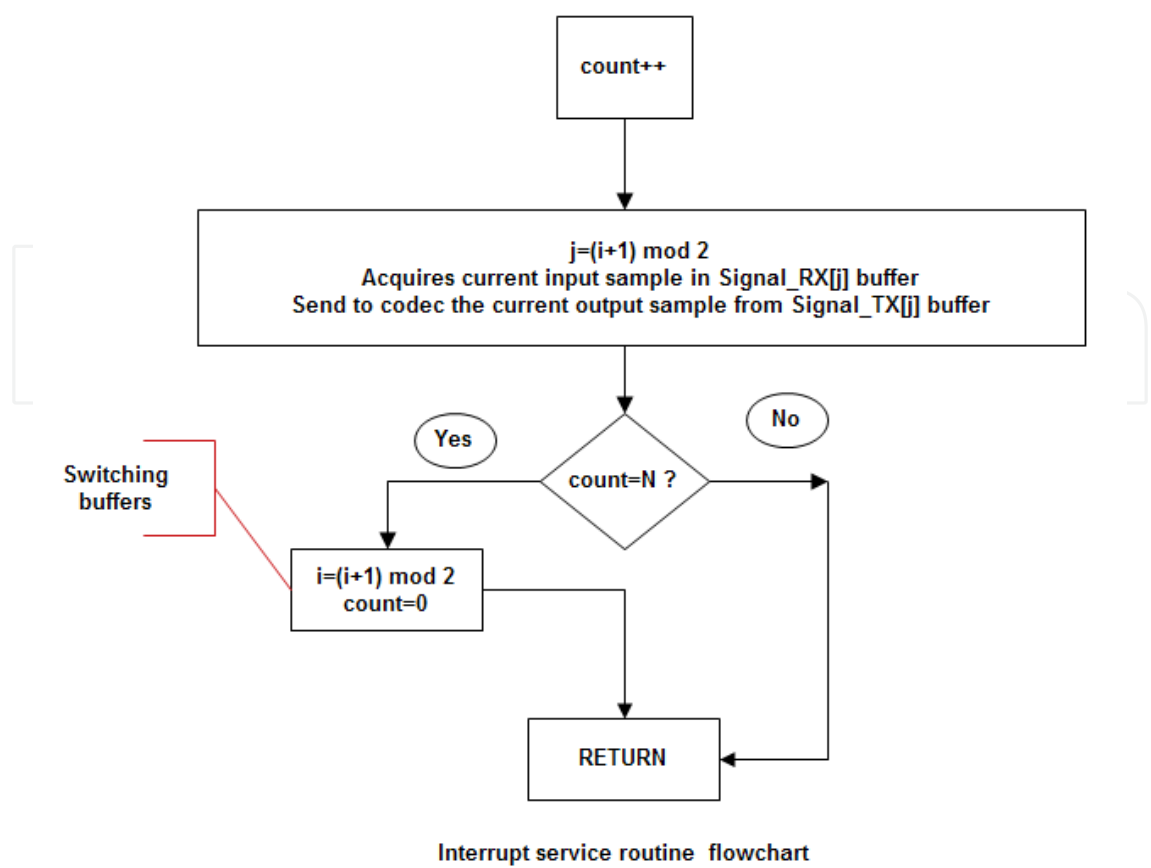 count++
j=(i+1) mod 2
Acquires current input sample in Signal_RX[j] buffer
Send to codec the current output sample from Signal_TX[j] buffer
Yes
No
count=N ?
Switching
buffers
i=(i+1) mod 2
count=0
RETURN
Interrupt service routine flowchart